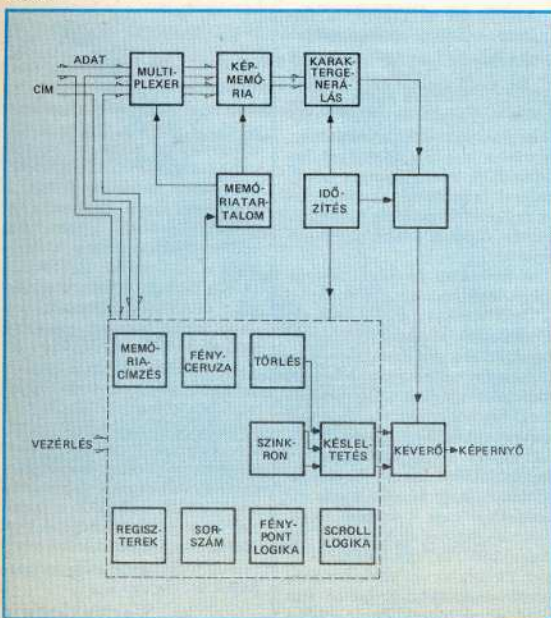 ADAT
CÍM
MULTI-
PLEXER
KÉP-
MEMÓ-
RIA
KARAK-
TERGE-
NERÁ-
LÁS
MEMÓ-
RIATAR-
TALOM
IDŐ-
ZÍTÉS
MEMÓ-
RIA-
CÍMZÉS
FÉNY-
CERUZA
TÖRLÉS
VEZÉRLÉS
SZINK-
RON
KÉSLEL-
TETÉS
KEVERŐ
KÉPERNYŐ
REGISZ-
TEREK
SOR-
SZÁM
FÉNY-
PONT
LOGIKA
SCROLL
LOGIKA